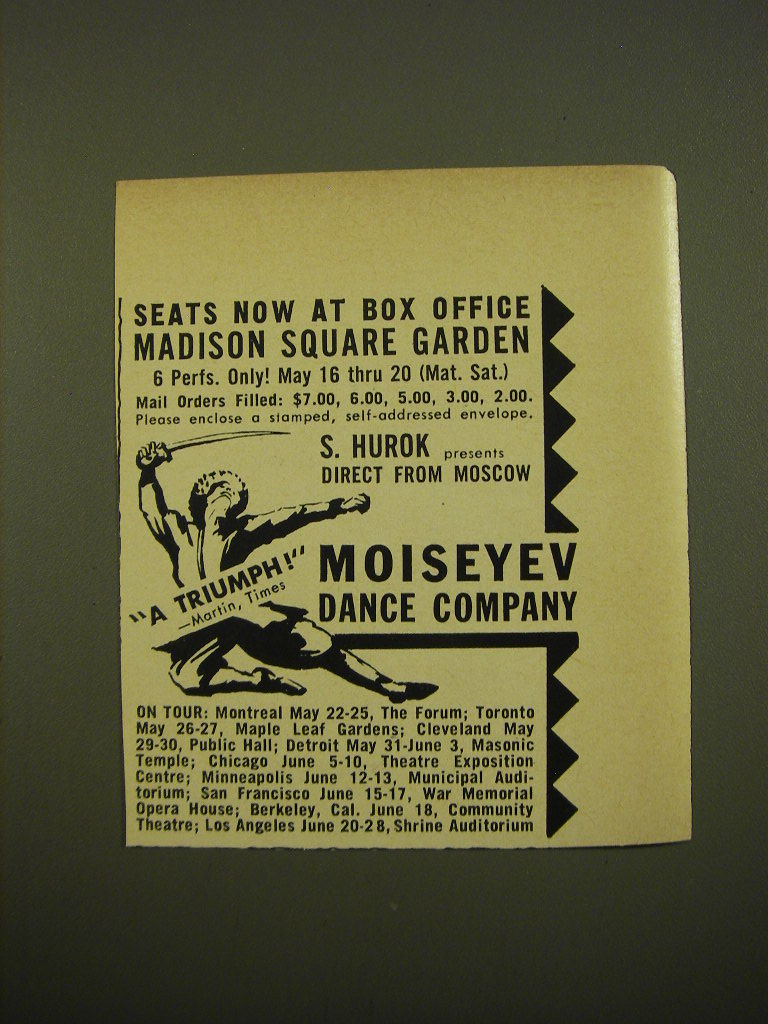 SEATS NOW AT BOX OFFICE
MADISON SQUARE GARDEN
6 Perfs. Only! May 16 thru 20 (Mat. Sat.)
Mail Orders Filled: $7.00, 6.00, 5.00, 3.00, 2.00.
Please enclose a stamped, self-addressed envelope.
S. HUROK presents
DIRECT FROM MOSCOW
MOISEYEV
DANCE COMPANY
"A TRIUMPH!"
—Martin, Times
ON TOUR: Montreal May 22-25, The Forum; Toronto
May 26-27, Maple Leaf Gardens; Cleveland May
29-30, Public Hall; Detroit May 31-June 3, Masonic
Temple; Chicago June 5-10, Theatre Exposition
Centre; Minneapolis June 12-13, Municipal Audi-
torium; San Francisco June 15-17, War Memorial
Opera House; Berkeley, Cal. June 18, Community
Theatre; Los Angeles June 20-28, Shrine Auditorium